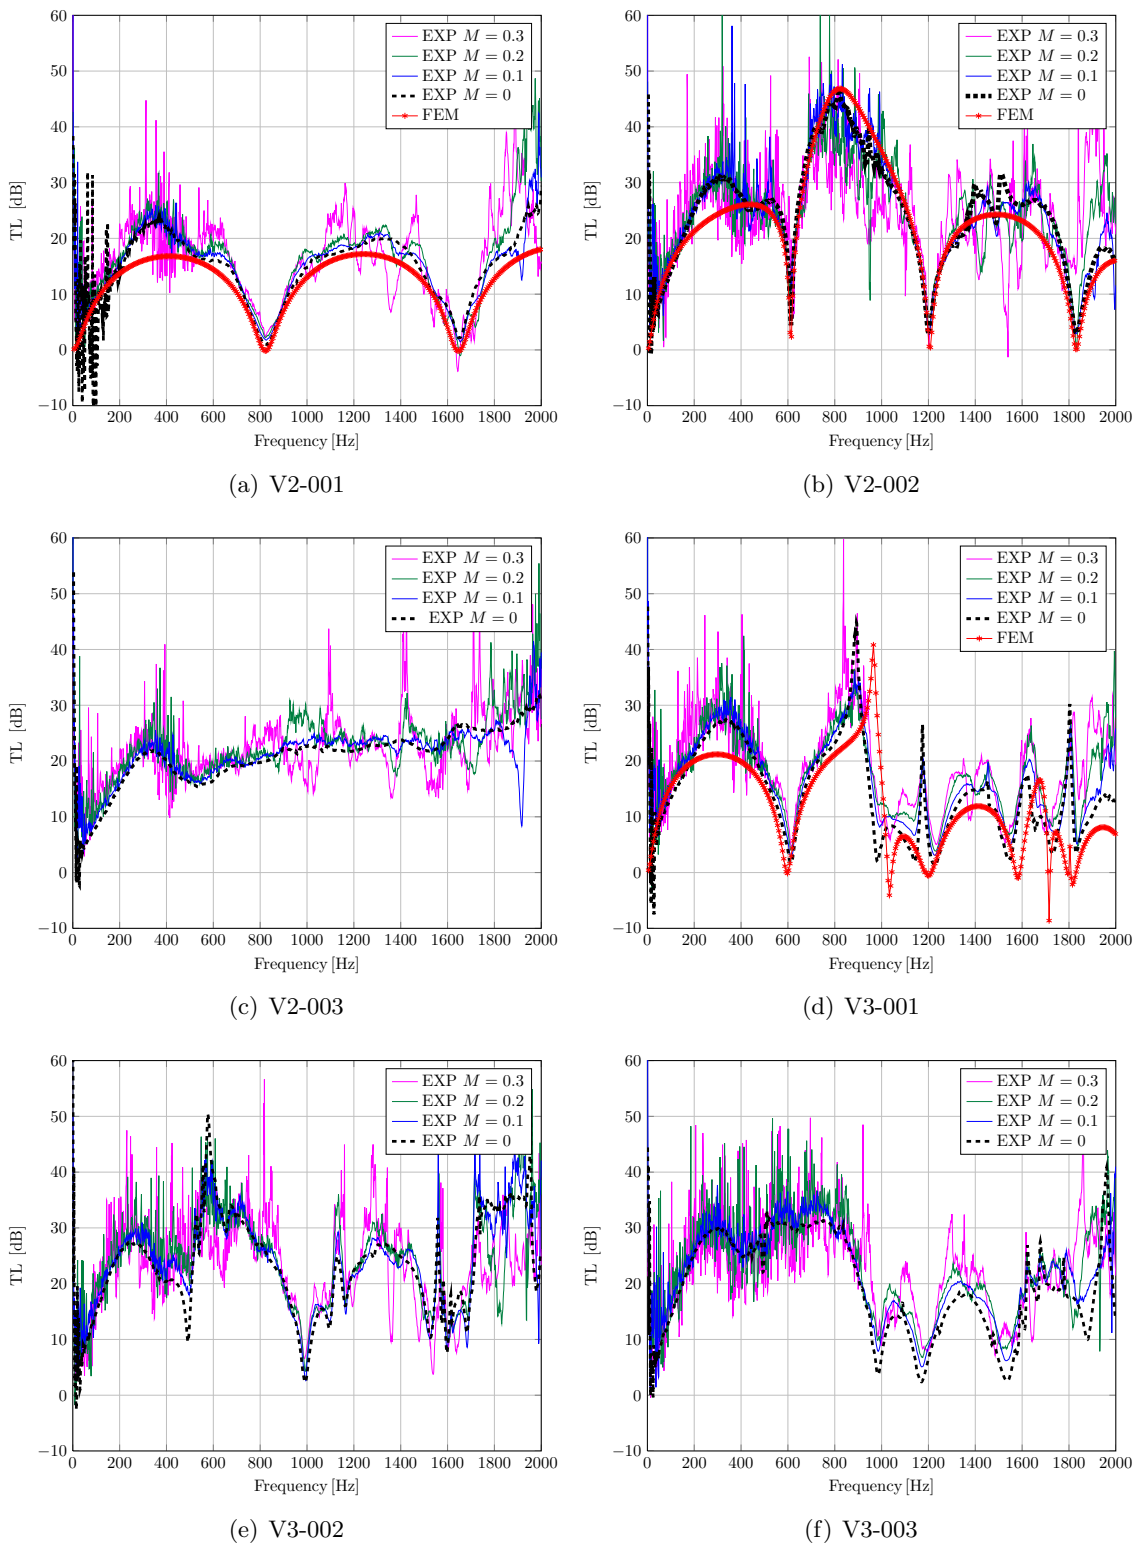 60
50
40
30
20
10
0
−10
TL [dB]
0 200 400 600 800 1000 1200 1400 1600 1800 2000
Frequency [Hz]
EXP M = 0.3
EXP M = 0.2
EXP M = 0.1
EXP M = 0
FEM
(a) V2-001
60
50
40
30
20
10
0
−10
TL [dB]
0 200 400 600 800 1000 1200 1400 1600 1800 2000
Frequency [Hz]
EXP M = 0.3
EXP M = 0.2
EXP M = 0.1
EXP M = 0
FEM
(b) V2-002
60
50
40
30
20
10
0
−10
TL [dB]
0 200 400 600 800 1000 1200 1400 1600 1800 2000
Frequency [Hz]
EXP M = 0.3
EXP M = 0.2
EXP M = 0.1
EXP M = 0
(c) V2-003
60
50
40
30
20
10
0
−10
TL [dB]
0 200 400 600 800 1000 1200 1400 1600 1800 2000
Frequency [Hz]
EXP M = 0.3
EXP M = 0.2
EXP M = 0.1
EXP M = 0
FEM
(d) V3-001
60
50
40
30
20
10
0
−10
TL [dB]
0 200 400 600 800 1000 1200 1400 1600 1800 2000
Frequency [Hz]
EXP M = 0.3
EXP M = 0.2
EXP M = 0.1
EXP M = 0
(e) V3-002
60
50
40
30
20
10
0
−10
TL [dB]
0 200 400 600 800 1000 1200 1400 1600 1800 2000
Frequency [Hz]
EXP M = 0.3
EXP M = 0.2
EXP M = 0.1
EXP M = 0
(f) V3-003